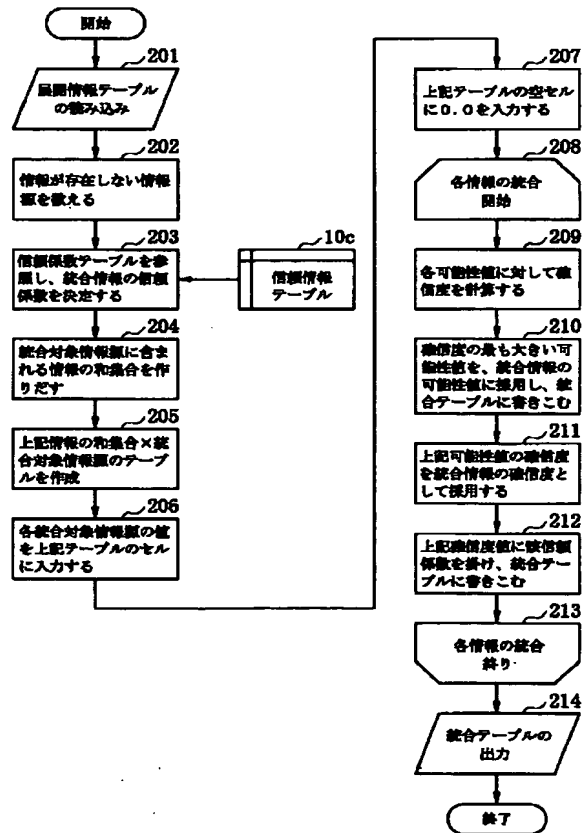 開始
201
展開情報テーブル
の読み込み
202
情報が存在しない情報
源を数える
203
信頼係数テーブルを参
照し、統合情報の信頼
係数を決定する
10c
信頼情報
テーブル
204
統合対象情報源に含ま
れる情報の和集合を作
りだす
205
上記情報の和集合×統
合対象情報源のテーブ
ルを作成
206
各統合対象情報源の値
を上記テーブルのセル
に入力する
207
上記テーブルの空セル
に0.0を入力する
208
各情報の統合
開始
209
各可能性値に対して確
信度を計算する
210
確信度の最も大きい可
能性値を、統合情報の
可能性値に採用し、統
合テーブルに書きこむ
211
上記可能性値の確信度
を統合情報の確信度と
して採用する
212
上記確信度値に該信頼
係数を掛け、統合テー
ブルに書きこむ
213
各情報の統合
終り
214
統合テーブルの
出力
終了